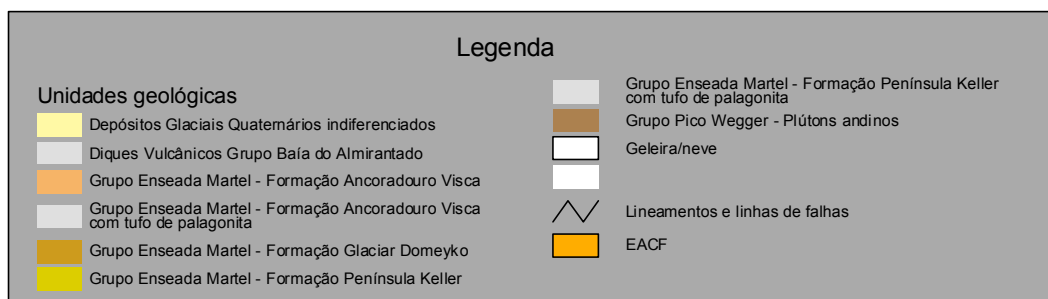 Legenda
Unidades geológicas
Depósitos Glaciais Quaternários indiferenciados
Diques Vulcânicos Grupo Baía do Almirantado
Grupo Enseada Martel - Formação Ancoradouro Visca
Grupo Enseada Martel - Formação Ancoradouro Visca
com tufo de palagonita
Grupo Enseada Martel - Formação Glaciar Domeyko
Grupo Enseada Martel - Formação Península Keller
Grupo Enseada Martel - Formação Península Keller
com tufo de palagonita
Grupo Pico Wegger - Plútons andinos
Geleira/neve
Lineamentos e linhas de falhas
EACF